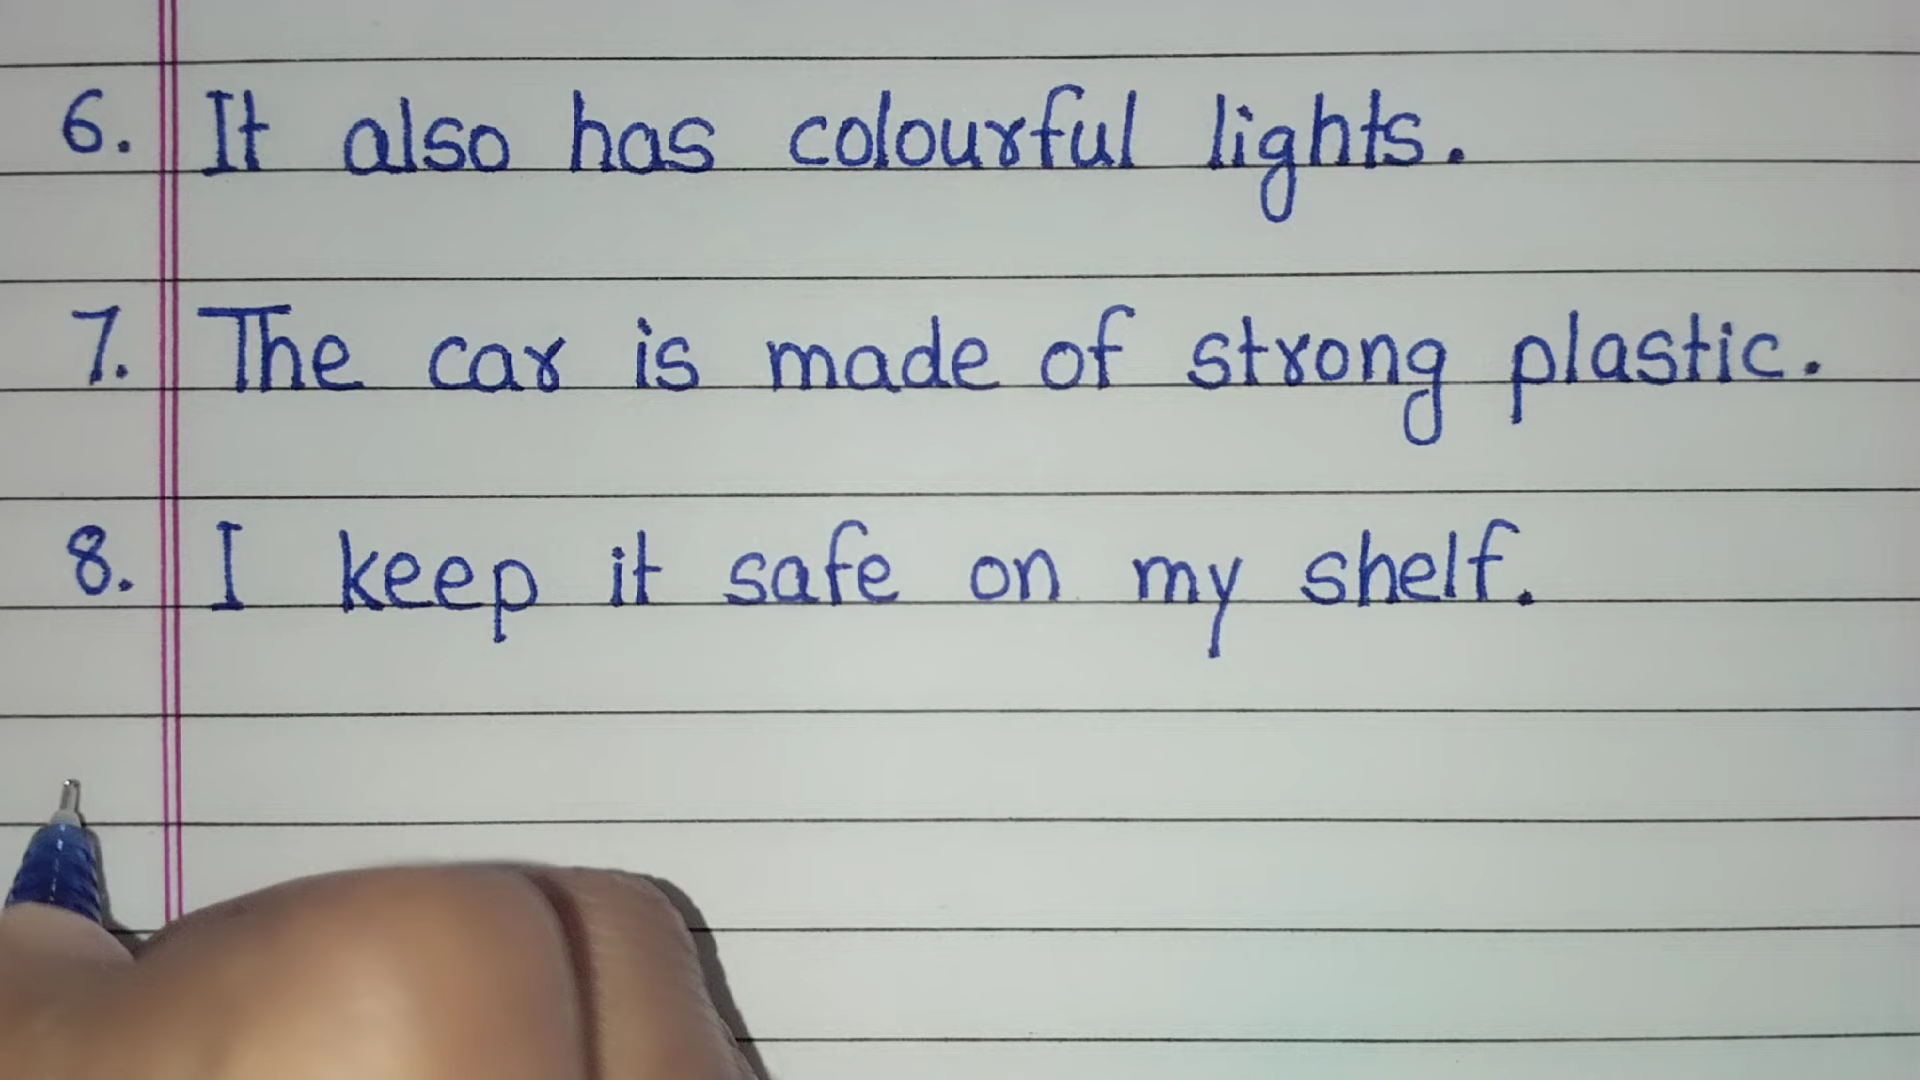 6. It also has colourful lights.
7. The car is made of strong plastic.
8. I keep it safe on my shelf.